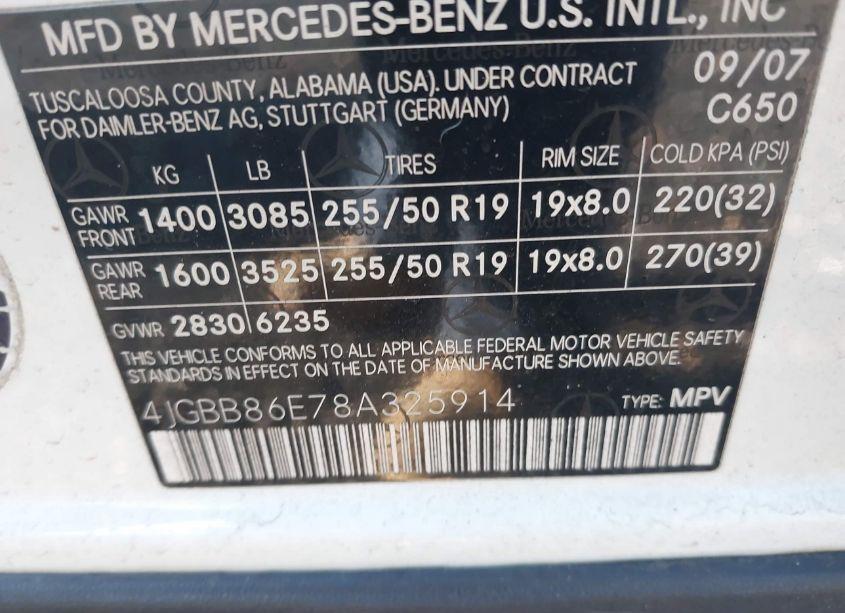 MFD BY MERCEDES-BENZ U.S. INTL., INC
TUSCALOOSA COUNTY, ALABAMA (USA). UNDER CONTRACT 09/07
FOR DAIMLER-BENZ AG, STUTTGART (GERMANY) C650
KG LB TIRES RIM SIZE COLD KPA (PSI)
GAWR FRONT 1400 3085 255/50 R19 19x8.0 220(32)
GAWR REAR 1600 3525 255/50 R19 19x8.0 270(39)
GVWR 2830 6235
THIS VEHICLE CONFORMS TO ALL APPLICABLE FEDERAL MOTOR VEHICLE SAFETY
STANDARDS IN EFFECT ON THE DATE OF MANUFACTURE SHOWN ABOVE.
4JGBB86E78A325914 TYPE: MPV